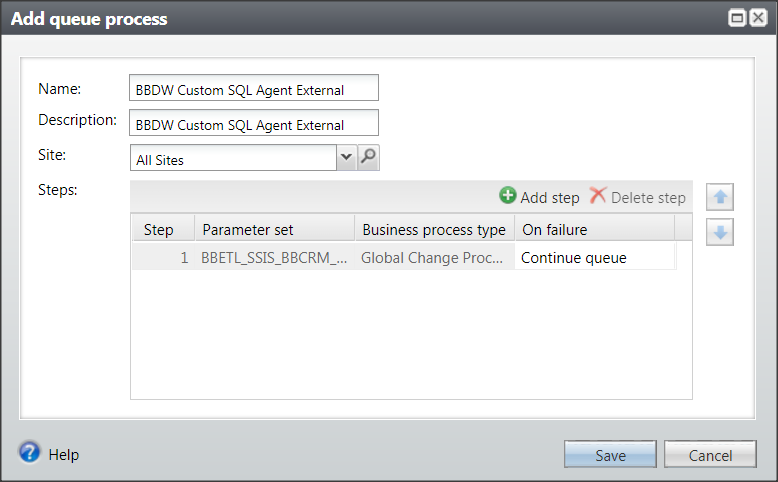 Add queue process
Name: BBDW Custom SQL Agent External
Description: BBDW Custom SQL Agent External
Site: All Sites
Steps: Add step Delete step
Step Parameter set Business process type On failure
1 BBETL_SSIS_BBCRM_... Global Change Proc... Continue queue
Help Save Cancel